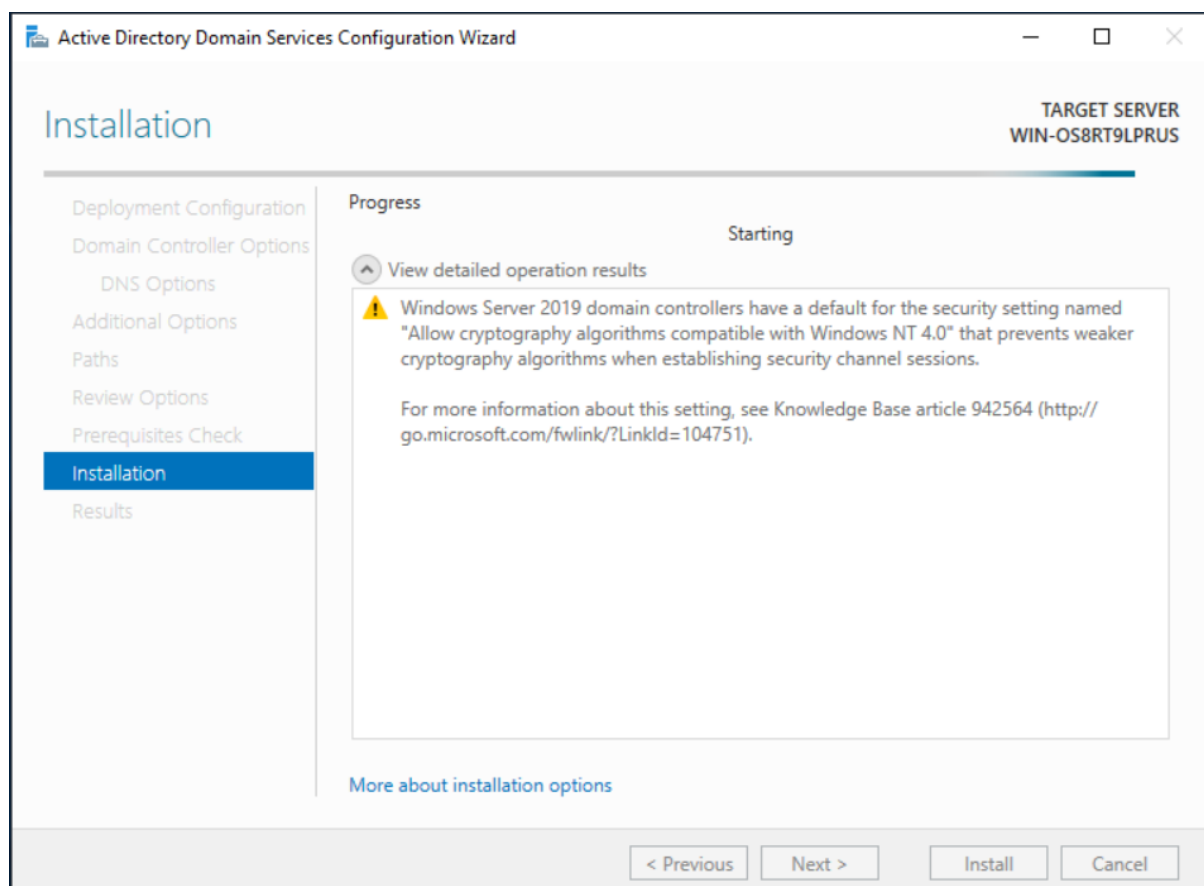 Active Directory Domain Services Configuration Wizard
Installation
TARGET SERVER
WIN-OS8RT9LPRUS
Deployment Configuration
Domain Controller Options
DNS Options
Additional Options
Paths
Review Options
Prerequisites Check
Installation
Results
Progress
Starting
View detailed operation results
Windows Server 2019 domain controllers have a default for the security setting named
"Allow cryptography algorithms compatible with Windows NT 4.0" that prevents weaker
cryptography algorithms when establishing security channel sessions.
For more information about this setting, see Knowledge Base article 942564 (http://
go.microsoft.com/fwlink/?LinkId=104751).
More about installation options
< Previous
Next >
Install
Cancel